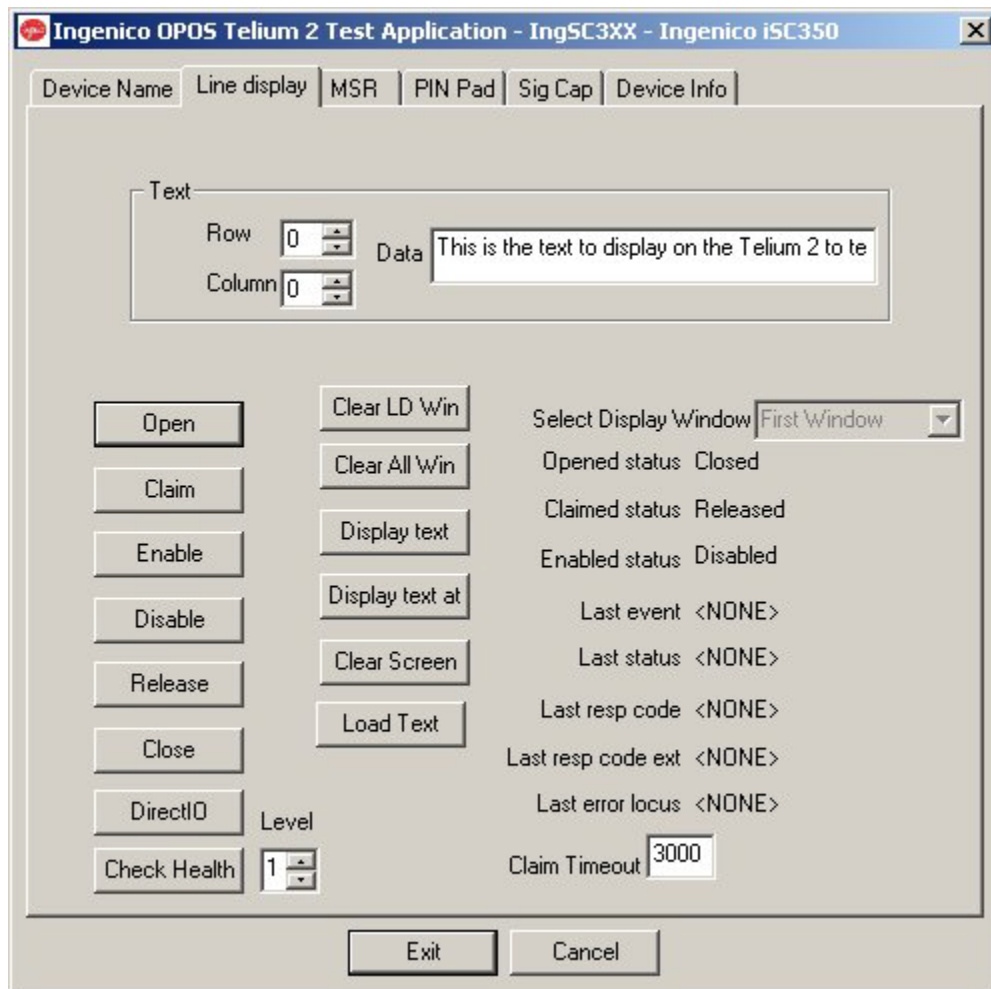 Ingenico OPOS Telium 2 Test Application - IngSC3XX - Ingenico iSC350
Device Name Line display MSR PIN Pad Sig Cap Device Info
Text
Row 0
Column 0
Data This is the text to display on the Telium 2 to te
Open
Claim
Enable
Disable
Release
Close
DirectIO
Check Health
Level
1
Clear LD Win
Clear All Win
Display text
Display text at
Clear Screen
Load Text
Select Display Window First Window
Opened status Closed
Claimed status Released
Enabled status Disabled
Last event <NONE>
Last status <NONE>
Last resp code <NONE>
Last resp code ext <NONE>
Last error locus <NONE>
Claim Timeout 3000
Exit Cancel